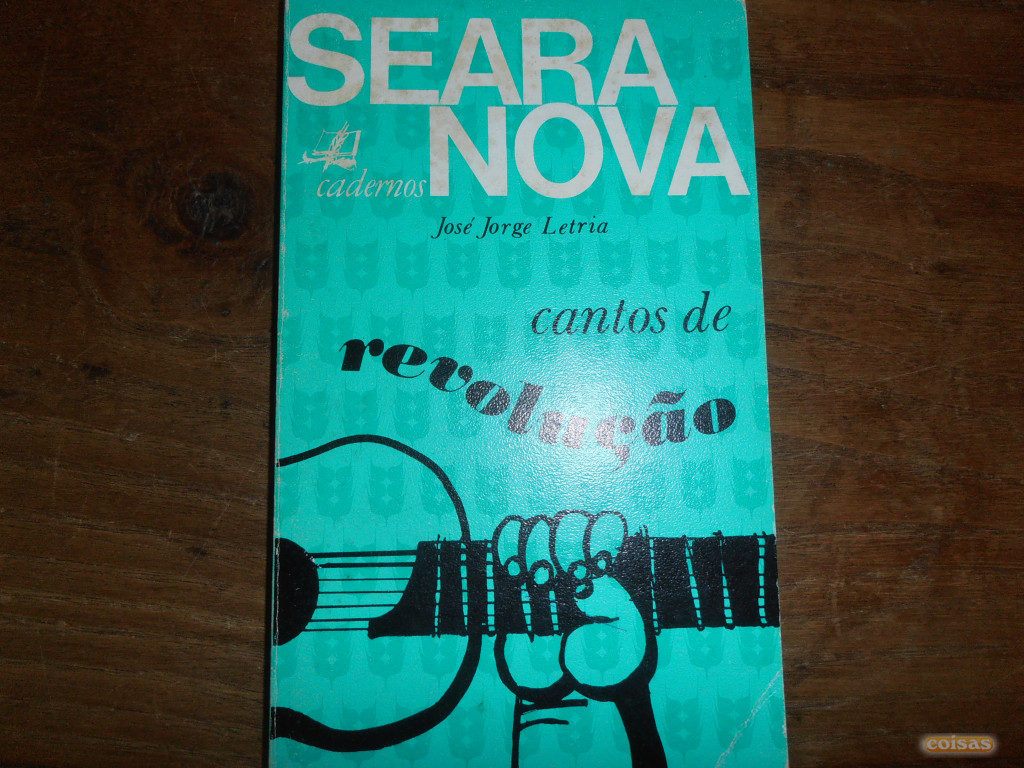 SEARA
NOVA
cadernos
José Jorge Letria
cantos de
revolução
coisas